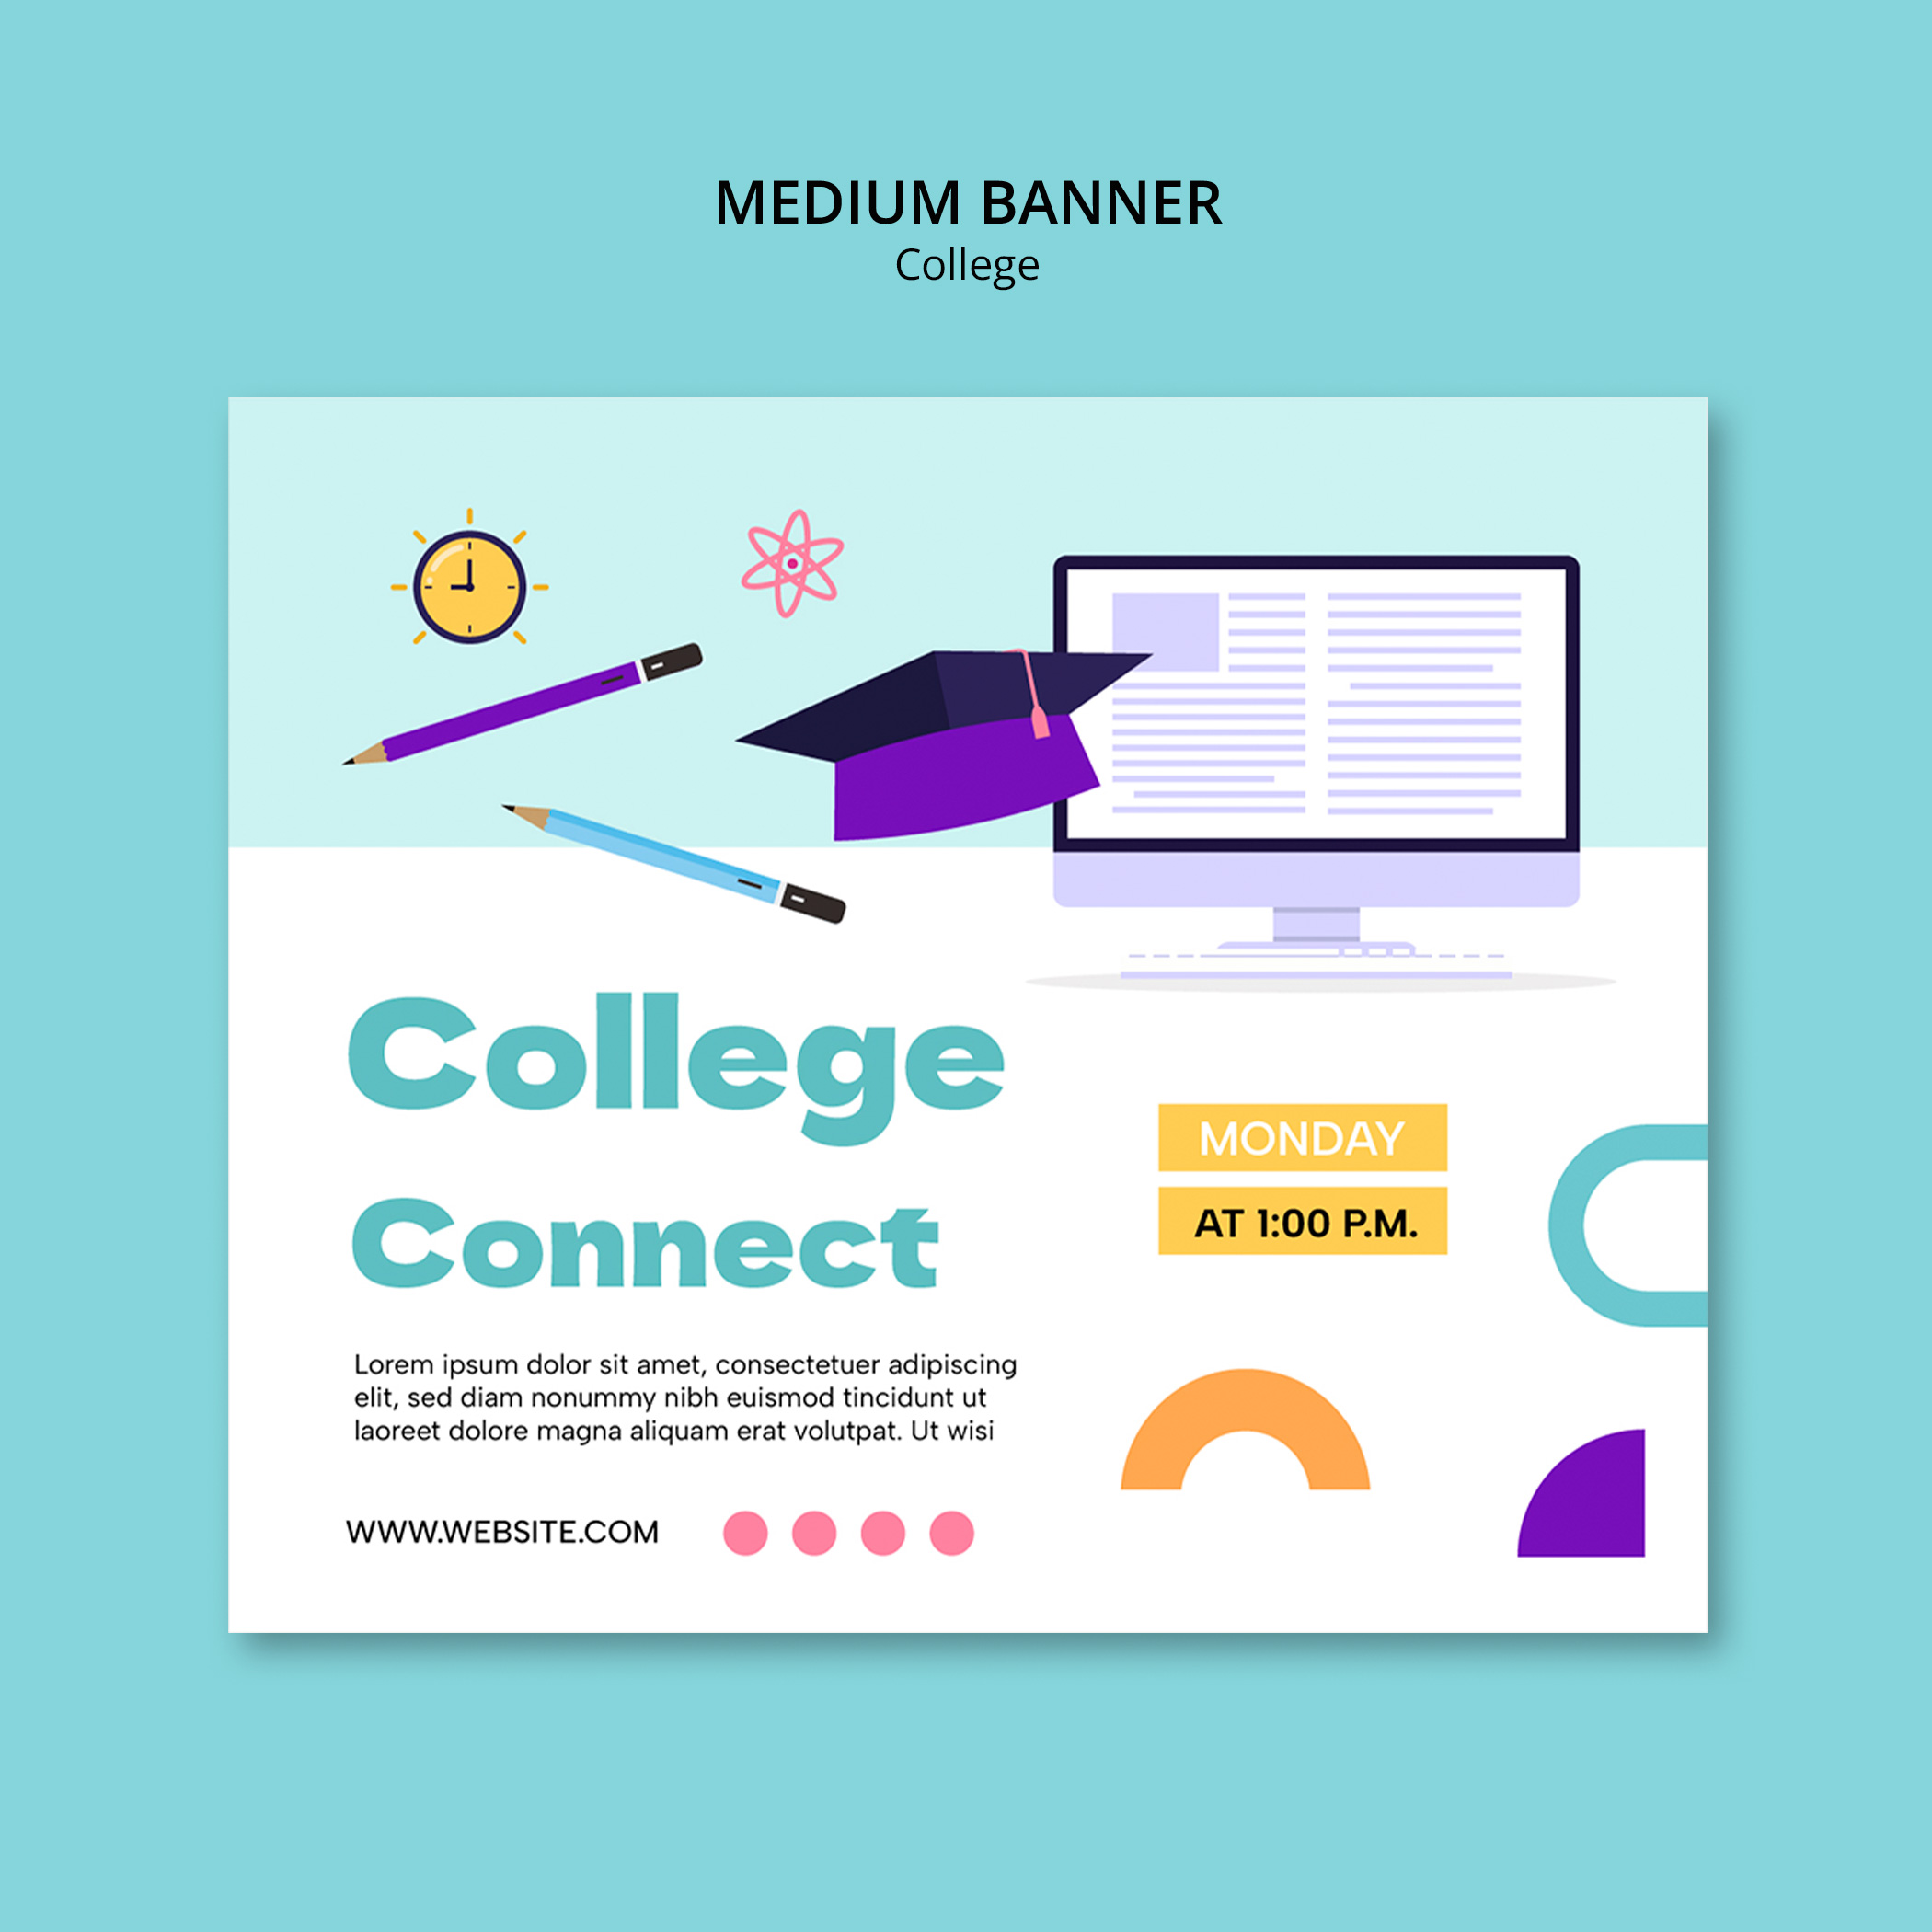 MEDIUM BANNER
College
College
Connect
MONDAY
AT 1:00 P.M.
Lorem ipsum dolor sit amet, consectetuer adipiscing
elit, sed diam nonummy nibh euismod tincidunt ut
laoreet dolore magna aliquam erat volutpat. Ut wisi
WWW.WEBSITE.COM